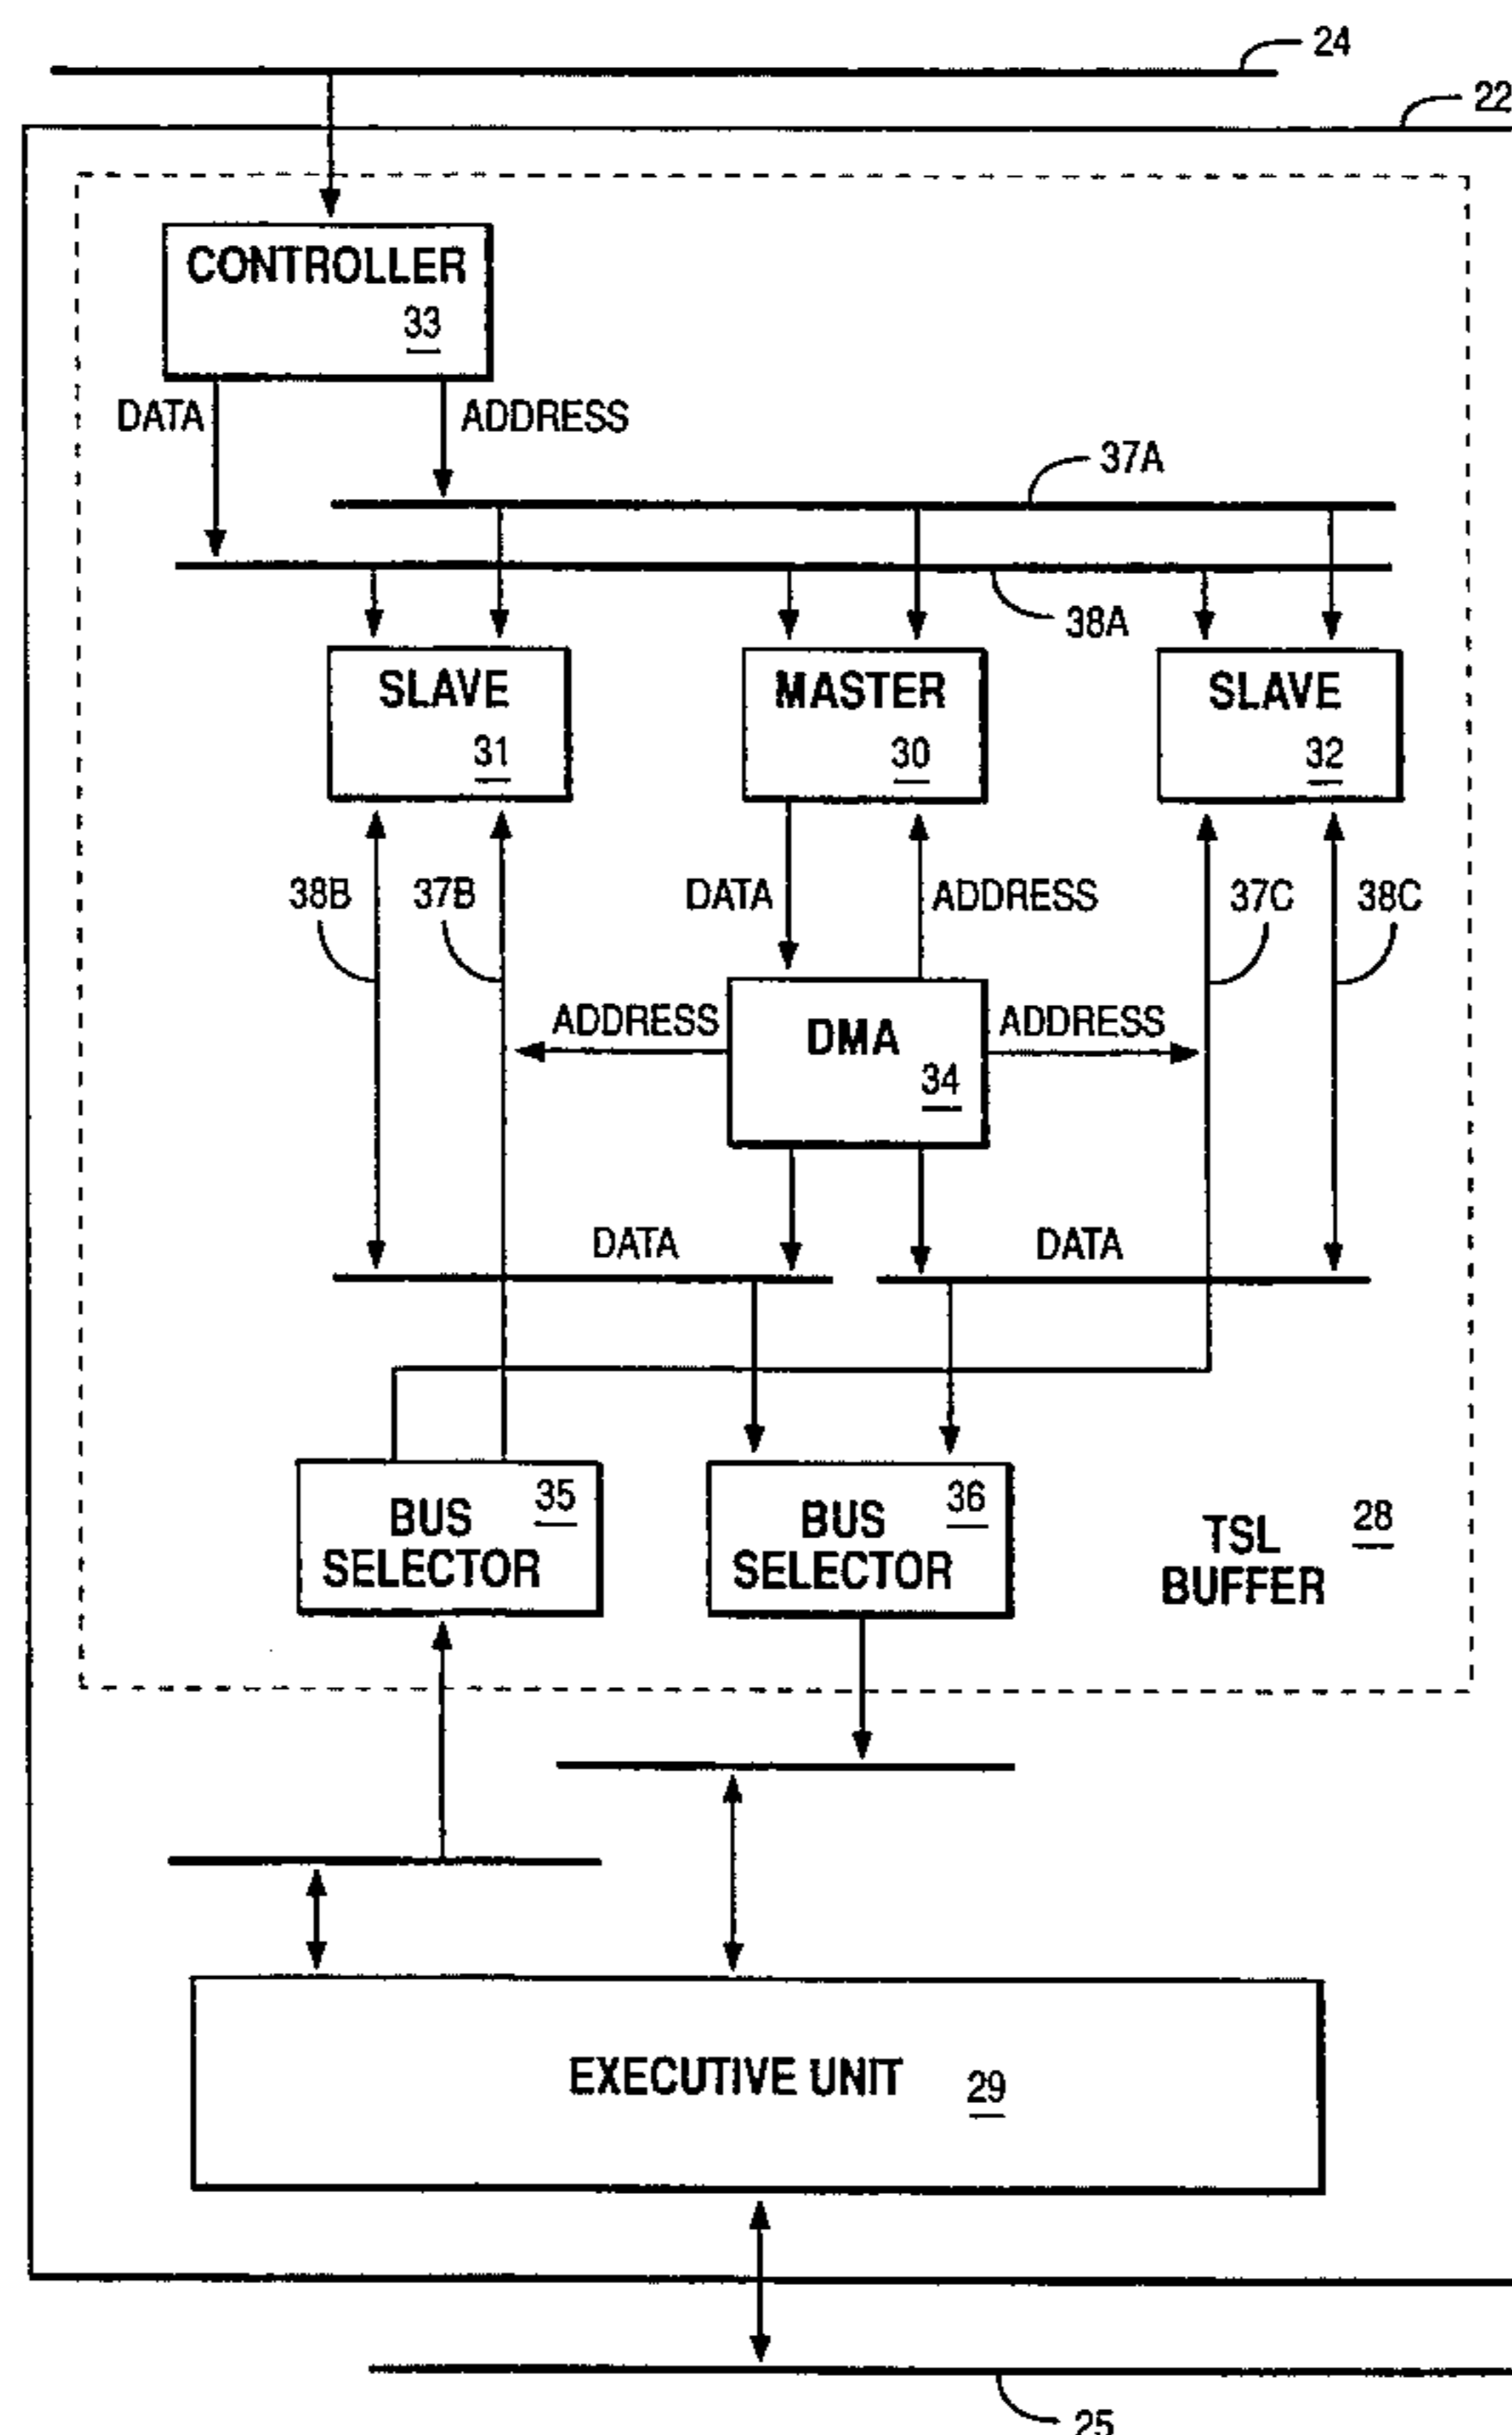 24
22
CONTROLLER
33
DATA
ADDRESS
37A
38A
SLAVE
31
MASTER
30
SLAVE
32
38B
37B
DATA
ADDRESS
37C
38C
ADDRESS
DMA
34
ADDRESS
DATA
DATA
35
BUS
SELECTOR
36
BUS
SELECTOR
TSL
BUFFER
28
EXECUTIVE UNIT
29
25